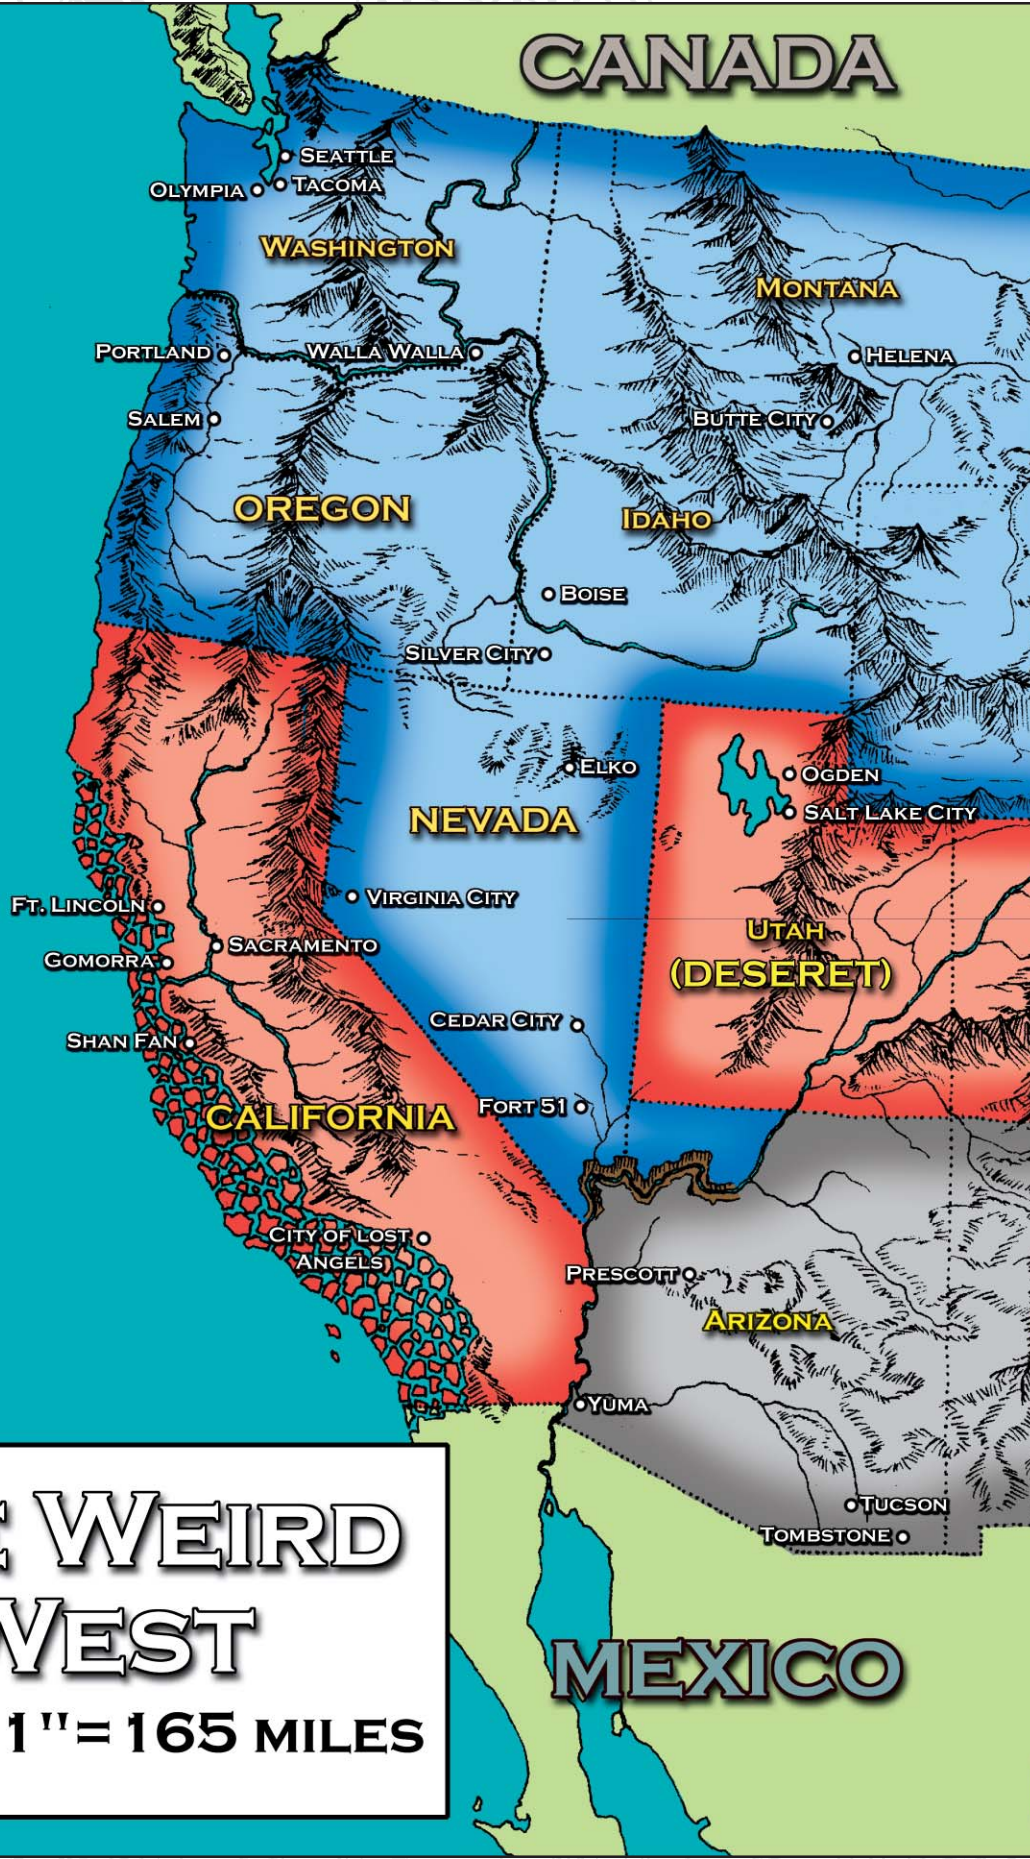 CANADA
SEATTLE
OLYMPIA
TACOMA
WASHINGTON
MONTANA
PORTLAND
WALLA WALLA
HELENA
SALEM
BUTTE CITY
OREGON
IDAHO
BOISE
SILVER CITY
ELKO
OGDEN
NEVADA
SALT LAKE CITY
VIRGINIA CITY
FT. LINCOLN
UTAH
(DESERET)
SACRAMENTO
GOMORRA
CEDAR CITY
SHAN FAN
FORT 51
CALIFORNIA
CITY OF LOST
ANGELS
PRESCOTT
ARIZONA
YUMA
TUCSON
TOMBSTONE
WEIRD
WEST
MEXICO
1"= 165 MILES